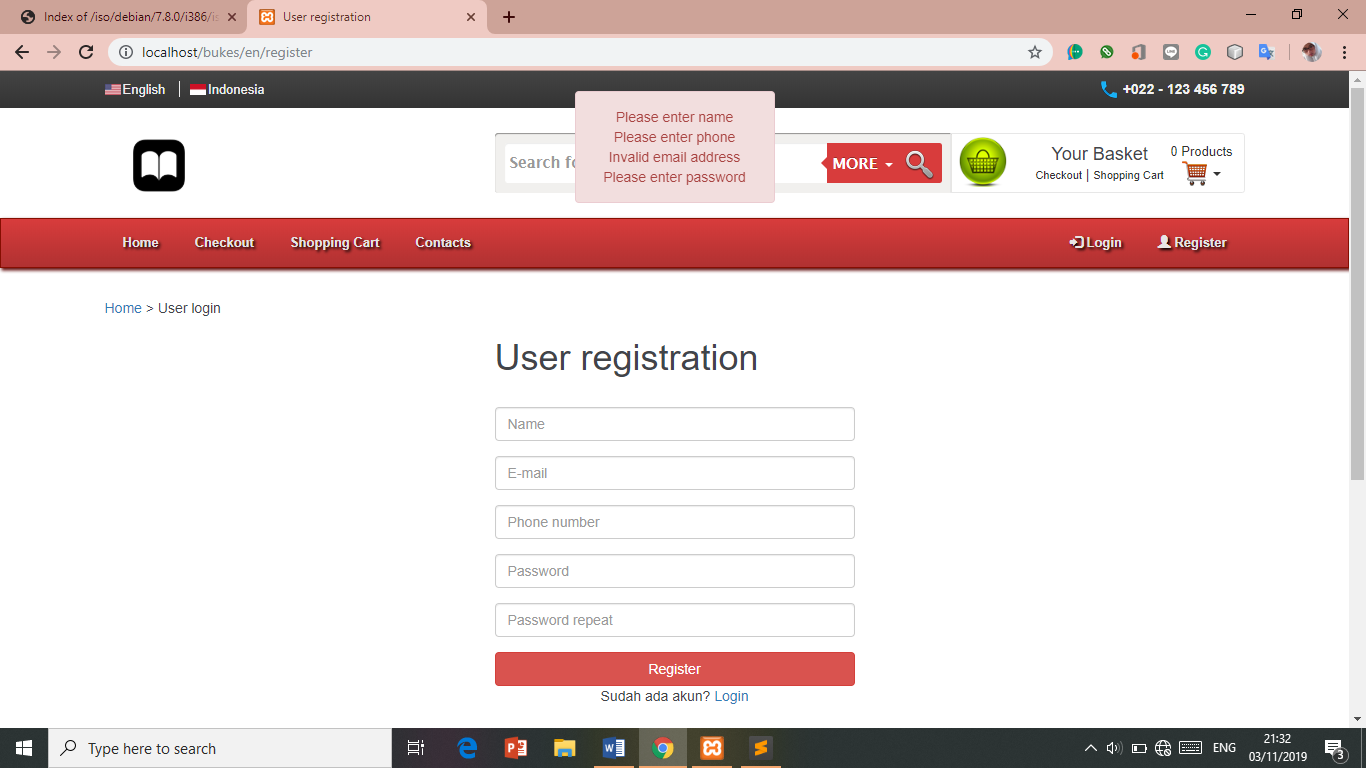 Index of /iso/debian/7.8.0/i386/is
User registration
localhost/bukes/en/register
English
Indonesia
+022 - 123 456 789
Please enter name
Please enter phone
Invalid email address
Please enter password
Search fo
MORE
Your Basket
0 Products
Checkout | Shopping Cart
Home
Checkout
Shopping Cart
Contacts
Login
Register
Home > User login
User registration
Name
E-mail
Phone number
Password
Password repeat
Register
Sudah ada akun? Login
Type here to search
ENG
21:32
03/11/2019
3